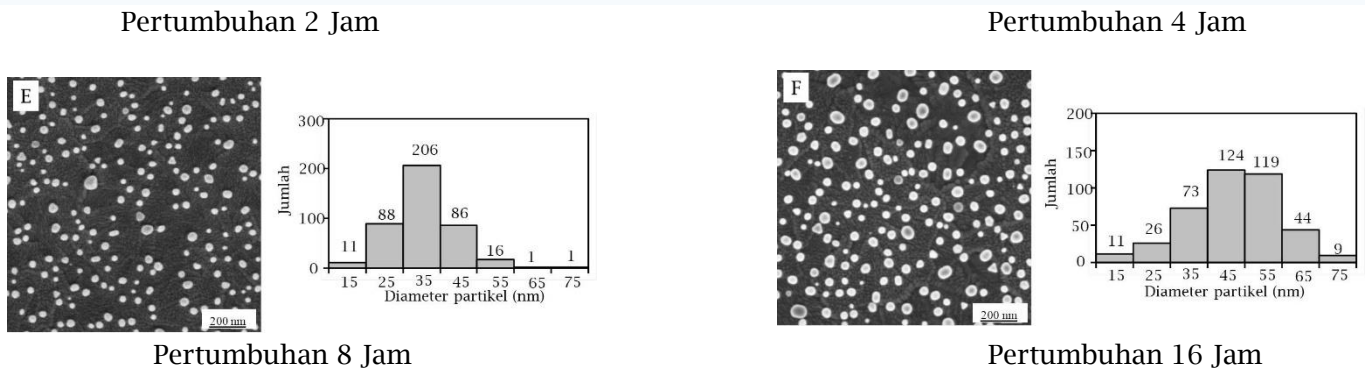 Pertumbuhan 2 Jam
Pertumbuhan 4 Jam
E
200 nm
300
200
100
0
Jumlah
11
88
206
86
16
1
1
15 25 35 45 55 65 75
Diameter partikel (nm)
F
200 nm
200
150
100
50
0
Jumlah
11
26
73
124
119
44
9
15 25 35 45 55 65 75
Diameter partikel (nm)
Pertumbuhan 8 Jam
Pertumbuhan 16 Jam